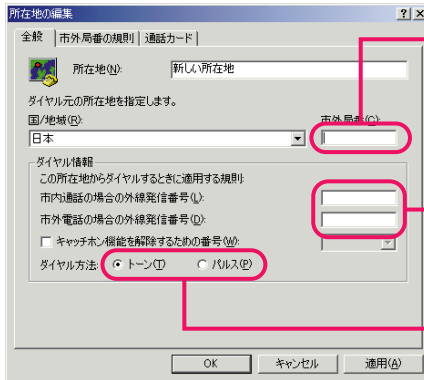 所在地の編集
全般 市外局番の規則 通話カード
所在地(N): 新しい所在地
ダイヤル元の所在地を指定します。
国/地域(R): 市外局番(C):
日本
ダイヤル情報
この所在地からダイヤルするときに適用する規則:
市内通話の場合の外線発信番号(L):
市外電話の場合の外線発信番号(D):
キャッチホン機能を解除するための番号(W):
ダイヤル方法: トーン(T) パルス(P)
OK キャンセル 適用(A)